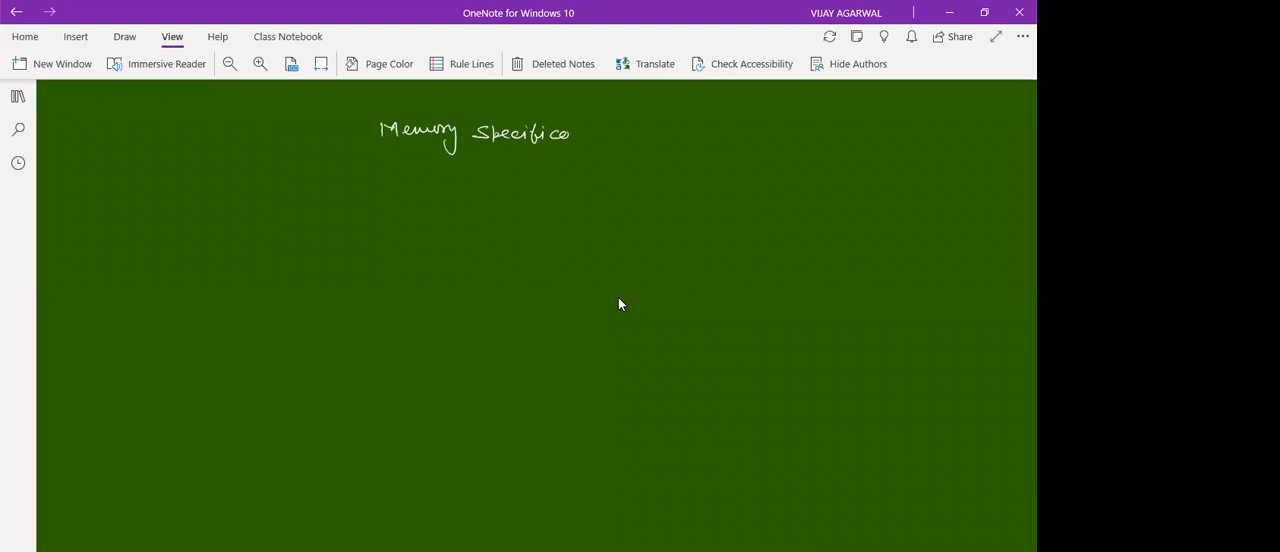 OneNote for Windows 10
VIJAY AGARWAL
Home Insert Draw View Help Class Notebook Share
New Window Immersive Reader Page Color Rule Lines Deleted Notes Translate Check Accessibility Hide Authors
Memory Specifica